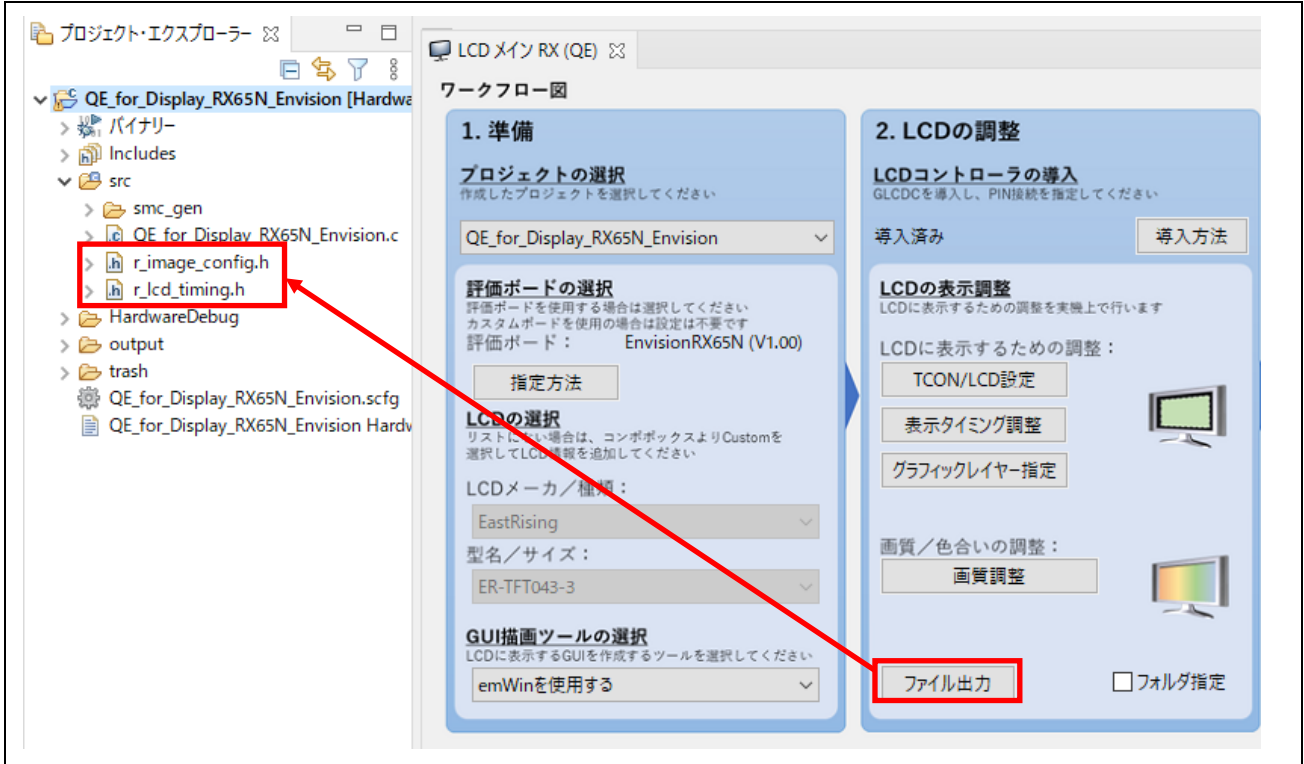 プロジェクト・エクスプローラー
QE_for_Display_RX65N_Envision [Hardwa
バイナリー
Includes
src
smc_gen
QE_for_Display_RX65N_Envision.c
r_image_config.h
r_lcd_timing.h
HardwareDebug
output
trash
QE_for_Display_RX65N_Envision.scfg
QE_for_Display_RX65N_Envision Hardw
LCD メイン RX (QE)
ワークフロー図
1. 準備
プロジェクトの選択
作成したプロジェクトを選択してください
QE_for_Display_RX65N_Envision
評価ボードの選択
評価ボードを使用する場合は選択してください
カスタムボードを使用の場合は設定は不要です
評価ボード： EnvisionRX65N (V1.00)
指定方法
LCDの選択
リストにない場合は、コンボボックスよりCustomを
選択してLCD情報を追加してください
LCDメーカ／種類：
EastRising
型名／サイズ：
ER-TFT043-3
GUI描画ツールの選択
LCDに表示するGUIを作成するツールを選択してください
emWinを使用する
2. LCDの調整
LCDコントローラの導入
GLCDCを導入し、PIN接続を指定してください
導入済み
導入方法
LCDの表示調整
LCDに表示するための調整を実機上で行います
LCDに表示するための調整：
TCON/LCD設定
表示タイミング調整
グラフィックレイヤー指定
画質／色合いの調整：
画質調整
ファイル出力
フォルダ指定